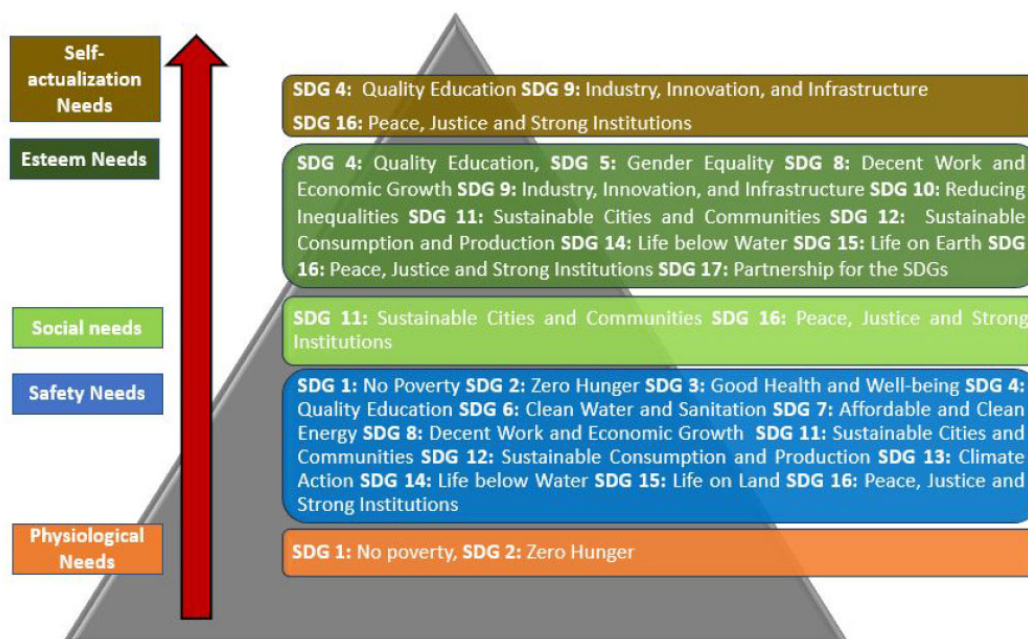 Self-
actualization
Needs
SDG 4: Quality Education SDG 9: Industry, Innovation, and Infrastructure
SDG 16: Peace, Justice and Strong Institutions
Esteem Needs
SDG 4: Quality Education, SDG 5: Gender Equality SDG 8: Decent Work and
Economic Growth SDG 9: Industry, Innovation, and Infrastructure SDG 10: Reducing
Inequalities SDG 11: Sustainable Cities and Communities SDG 12: Sustainable
Consumption and Production SDG 14: Life below Water SDG 15: Life on Earth SDG
16: Peace, Justice and Strong Institutions SDG 17: Partnership for the SDGs
Social needs
SDG 11: Sustainable Cities and Communities SDG 16: Peace, Justice and Strong
Institutions
Safety Needs
SDG 1: No Poverty SDG 2: Zero Hunger SDG 3: Good Health and Well-being SDG 4:
Quality Education SDG 6: Clean Water and Sanitation SDG 7: Affordable and Clean
Energy SDG 8: Decent Work and Economic Growth SDG 11: Sustainable Cities and
Communities SDG 12: Sustainable Consumption and Production SDG 13: Climate
Action SDG 14: Life below Water SDG 15: Life on Land SDG 16: Peace, Justice and
Strong Institutions
Physiological
Needs
SDG 1: No poverty, SDG 2: Zero Hunger